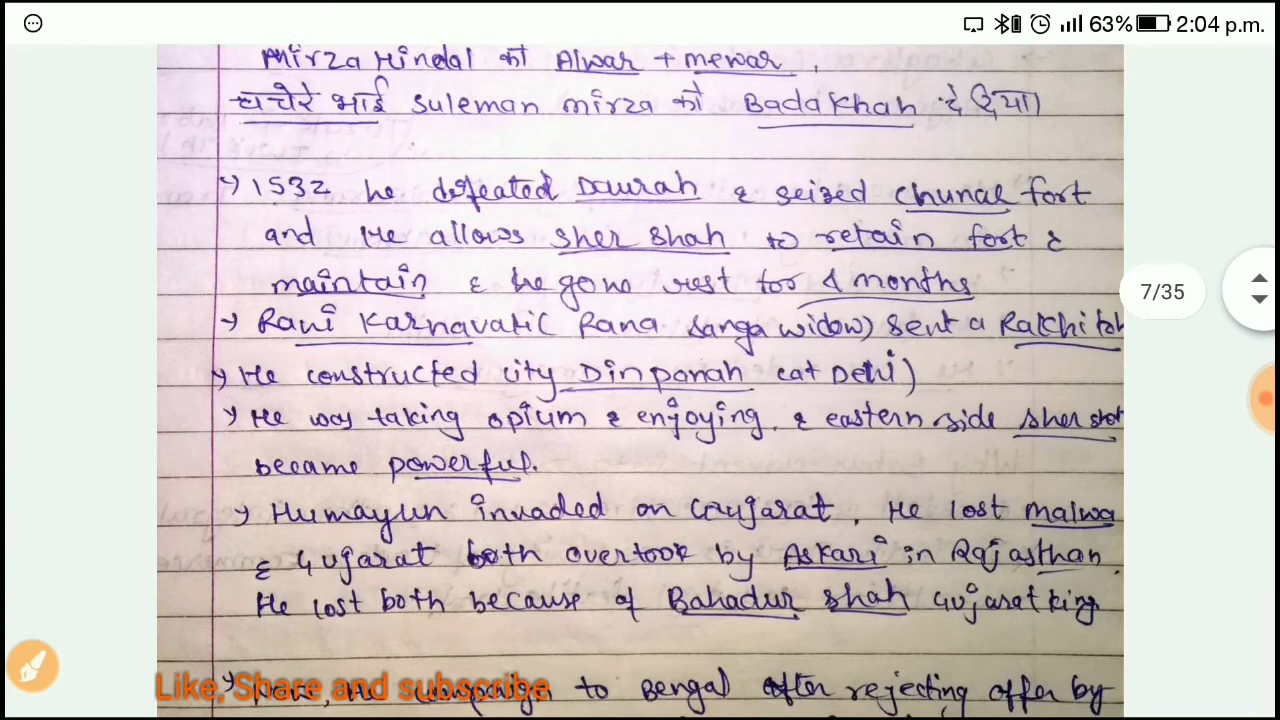 63% 2:04 p.m.
Mirza Hindal को Alwar + mewar.
चचेरे भाई Suleman mirza को Badakhah दे दिया
→ 1532 he defeated Daurah & seized chunar fort
and He allows sher shah to retain fort &
maintain & he gone rest for 4 months
→ Rani Karnavati( Rana Sanga widow) sent a Rakhi to
→ He constructed city Dinpanah (at Delhi)
→ He way taking opium & enjoying, & eastern side sher
became powerful.
→ Humayun invaded on Gujarat. He lost malwa
& Gujarat both overtook by Askari in Rajasthan.
He lost both because of Bahadur shah Gujarat king.
to Bengal after rejecting offer by
7/35
Like, Share and subscribe